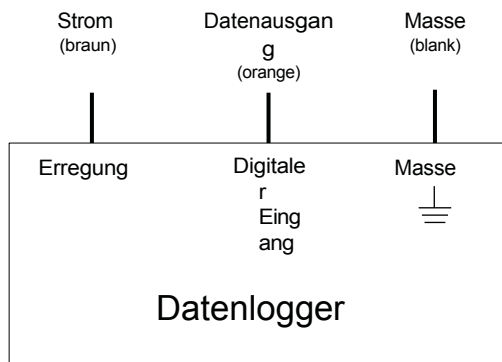 Strom
(braun)
Datenausgan
g
(orange)
Masse
(blank)
Erregung
Digitale
r
Eing
ang
Masse
Datenlogger